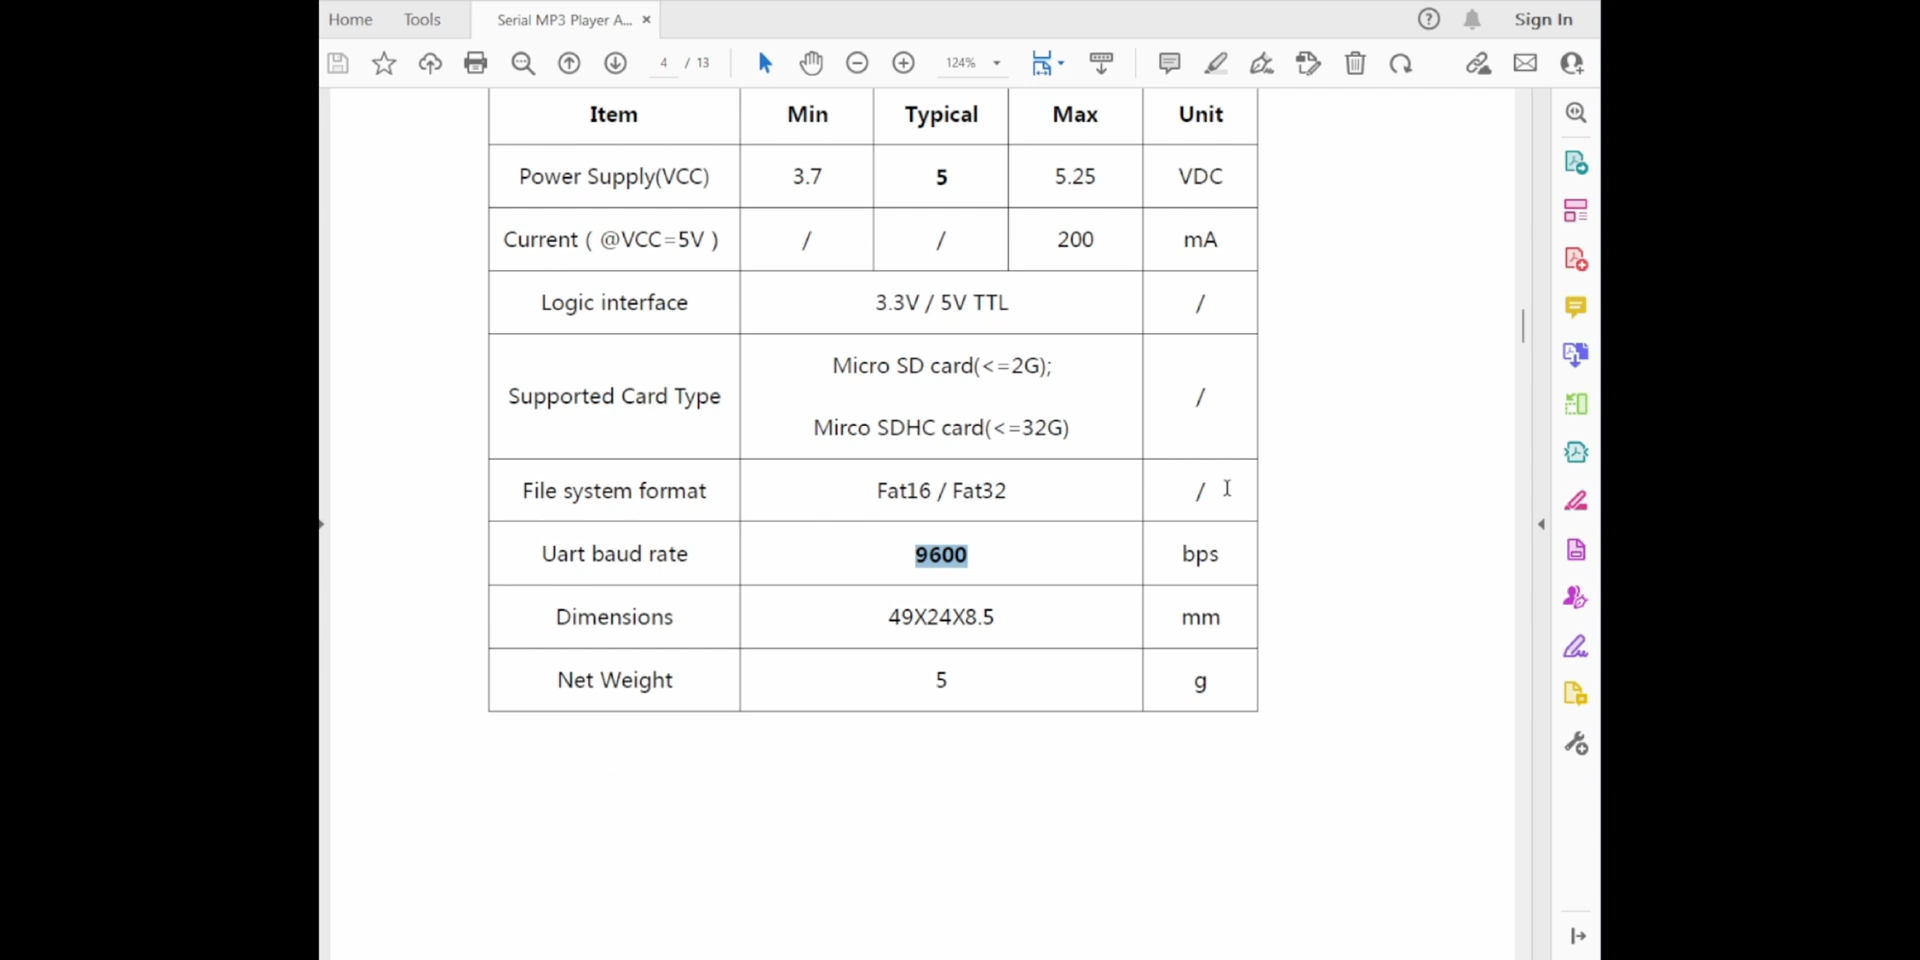 Home Tools Serial MP3 Player A... × Sign In
4 / 13 124%
Item Min Typical Max Unit
Power Supply(VCC) 3.7 5 5.25 VDC
Current ( @VCC=5V ) / / 200 mA
Logic interface 3.3V / 5V TTL /
Supported Card Type Micro SD card(<=2G); /
Mirco SDHC card(<=32G)
File system format Fat16 / Fat32 /
Uart baud rate 9600 bps
Dimensions 49X24X8.5 mm
Net Weight 5 g